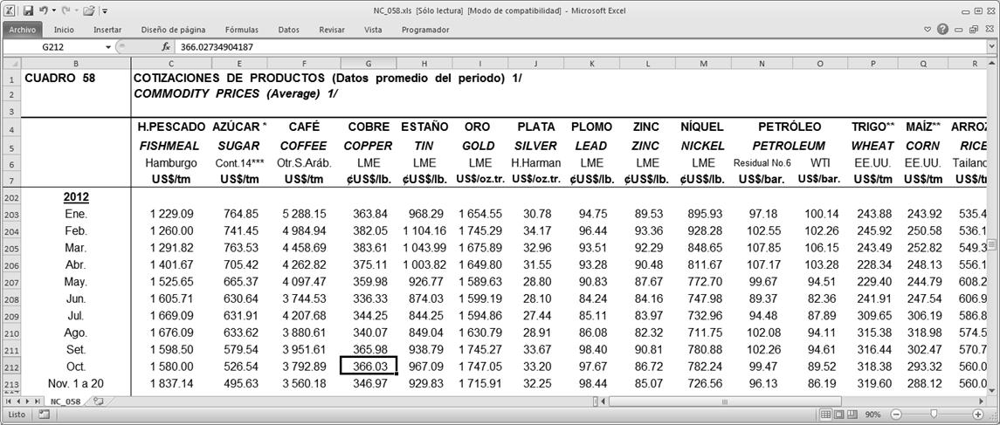 NC_058.xls [Sólo lectura] [Modo de compatibilidad] - Microsoft Excel
Archivo Inicio Insertar Diseño de página Fórmulas Datos Revisar Vista Programador
G212 fx 366.02734904187
B C E F G H I J K L M N O P Q R
1 CUADRO 58 COTIZACIONES DE PRODUCTOS (Datos promedio del periodo) 1/
2 COMMODITY PRICES (Average) 1/
3
4 H.PESCADO AZÚCAR * CAFÉ COBRE ESTAÑO ORO PLATA PLOMO ZINC NÍQUEL PETRÓLEO TRIGO** MAÍZ** ARROZ
5 FISHMEAL SUGAR COFFEE COPPER TIN GOLD SILVER LEAD ZINC NICKEL PETROLEUM WHEAT CORN RICE
6 Hamburgo Cont.14*** Otr.S.Aráb. LME LME LME H.Harman LME LME LME Residual No.6 WTI EE.UU. EE.UU. Tailanc
7 US$/tm US$/tm US$/tm ¢US$/lb. ¢US$/lb. US$/oz.tr. US$/oz.tr. ¢US$/lb. ¢US$/lb. ¢US$/lb. US$/bar. US$/bar. US$/tm US$/tm US$/t
202 2012
203 Ene. 1 229.09 764.85 5 288.15 363.84 968.29 1 654.55 30.78 94.75 89.53 895.93 97.18 100.14 243.88 243.92 535.4
204 Feb. 1 260.00 741.45 4 984.94 382.05 1 104.16 1 745.29 34.17 96.44 93.36 928.28 102.55 102.26 245.92 250.58 536.1
205 Mar. 1 291.82 763.53 4 458.69 383.61 1 043.99 1 675.89 32.96 93.51 92.29 848.65 107.85 106.15 243.49 252.82 549.3
206 Abr. 1 401.67 705.42 4 262.82 375.11 1 003.82 1 649.80 31.55 93.28 90.48 811.67 107.17 103.28 228.34 248.13 556.1
207 May. 1 525.65 665.37 4 097.47 359.98 926.77 1 589.63 28.80 90.83 87.67 772.70 99.67 94.51 229.40 244.79 608.2
208 Jun. 1 605.71 630.64 3 744.53 336.33 874.03 1 599.19 28.10 84.24 84.16 747.98 89.37 82.36 241.91 247.54 606.9
209 Jul. 1 669.09 631.91 4 207.68 344.25 844.25 1 594.86 27.44 85.11 83.97 732.96 94.48 87.89 309.65 306.19 586.8
210 Ago. 1 676.09 633.62 3 880.61 340.07 849.04 1 630.79 28.91 86.08 82.32 711.75 102.08 94.11 315.38 318.98 574.5
211 Set. 1 598.50 579.54 3 951.61 365.98 938.79 1 745.27 33.67 98.40 90.81 780.88 102.26 94.61 316.44 302.47 570.7
212 Oct. 1 580.00 526.54 3 792.89 366.03 967.09 1 747.05 33.20 97.67 86.72 782.24 99.47 89.52 318.38 293.32 560.0
213 Nov. 1 a 20 1 837.14 495.63 3 560.18 346.97 929.83 1 715.91 32.25 98.44 85.07 726.56 96.13 86.19 319.60 288.12 560.0
NC_058
Listo 90%